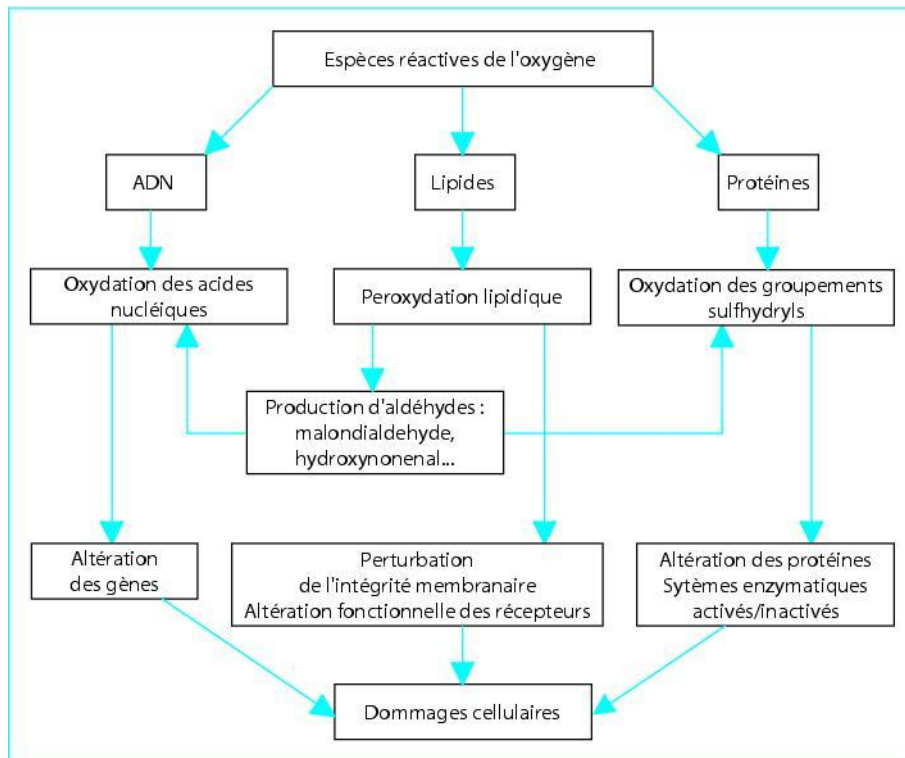 Espèces réactives de l'oxygène
ADN
Lipides
Protéines
Oxydation des acides
nucléiques
Peroxydation lipidique
Oxydation des groupements
sulfhydryls
Production d'aldéhydes :
malondialdehyde,
hydroxynonenal...
Altération
des gènes
Perturbation
de l'intégrité membranaire
Altération fonctionnelle des récepteurs
Altération des protéines
Sytèmes enzymatiques
activés/inactivés
Dommages cellulaires